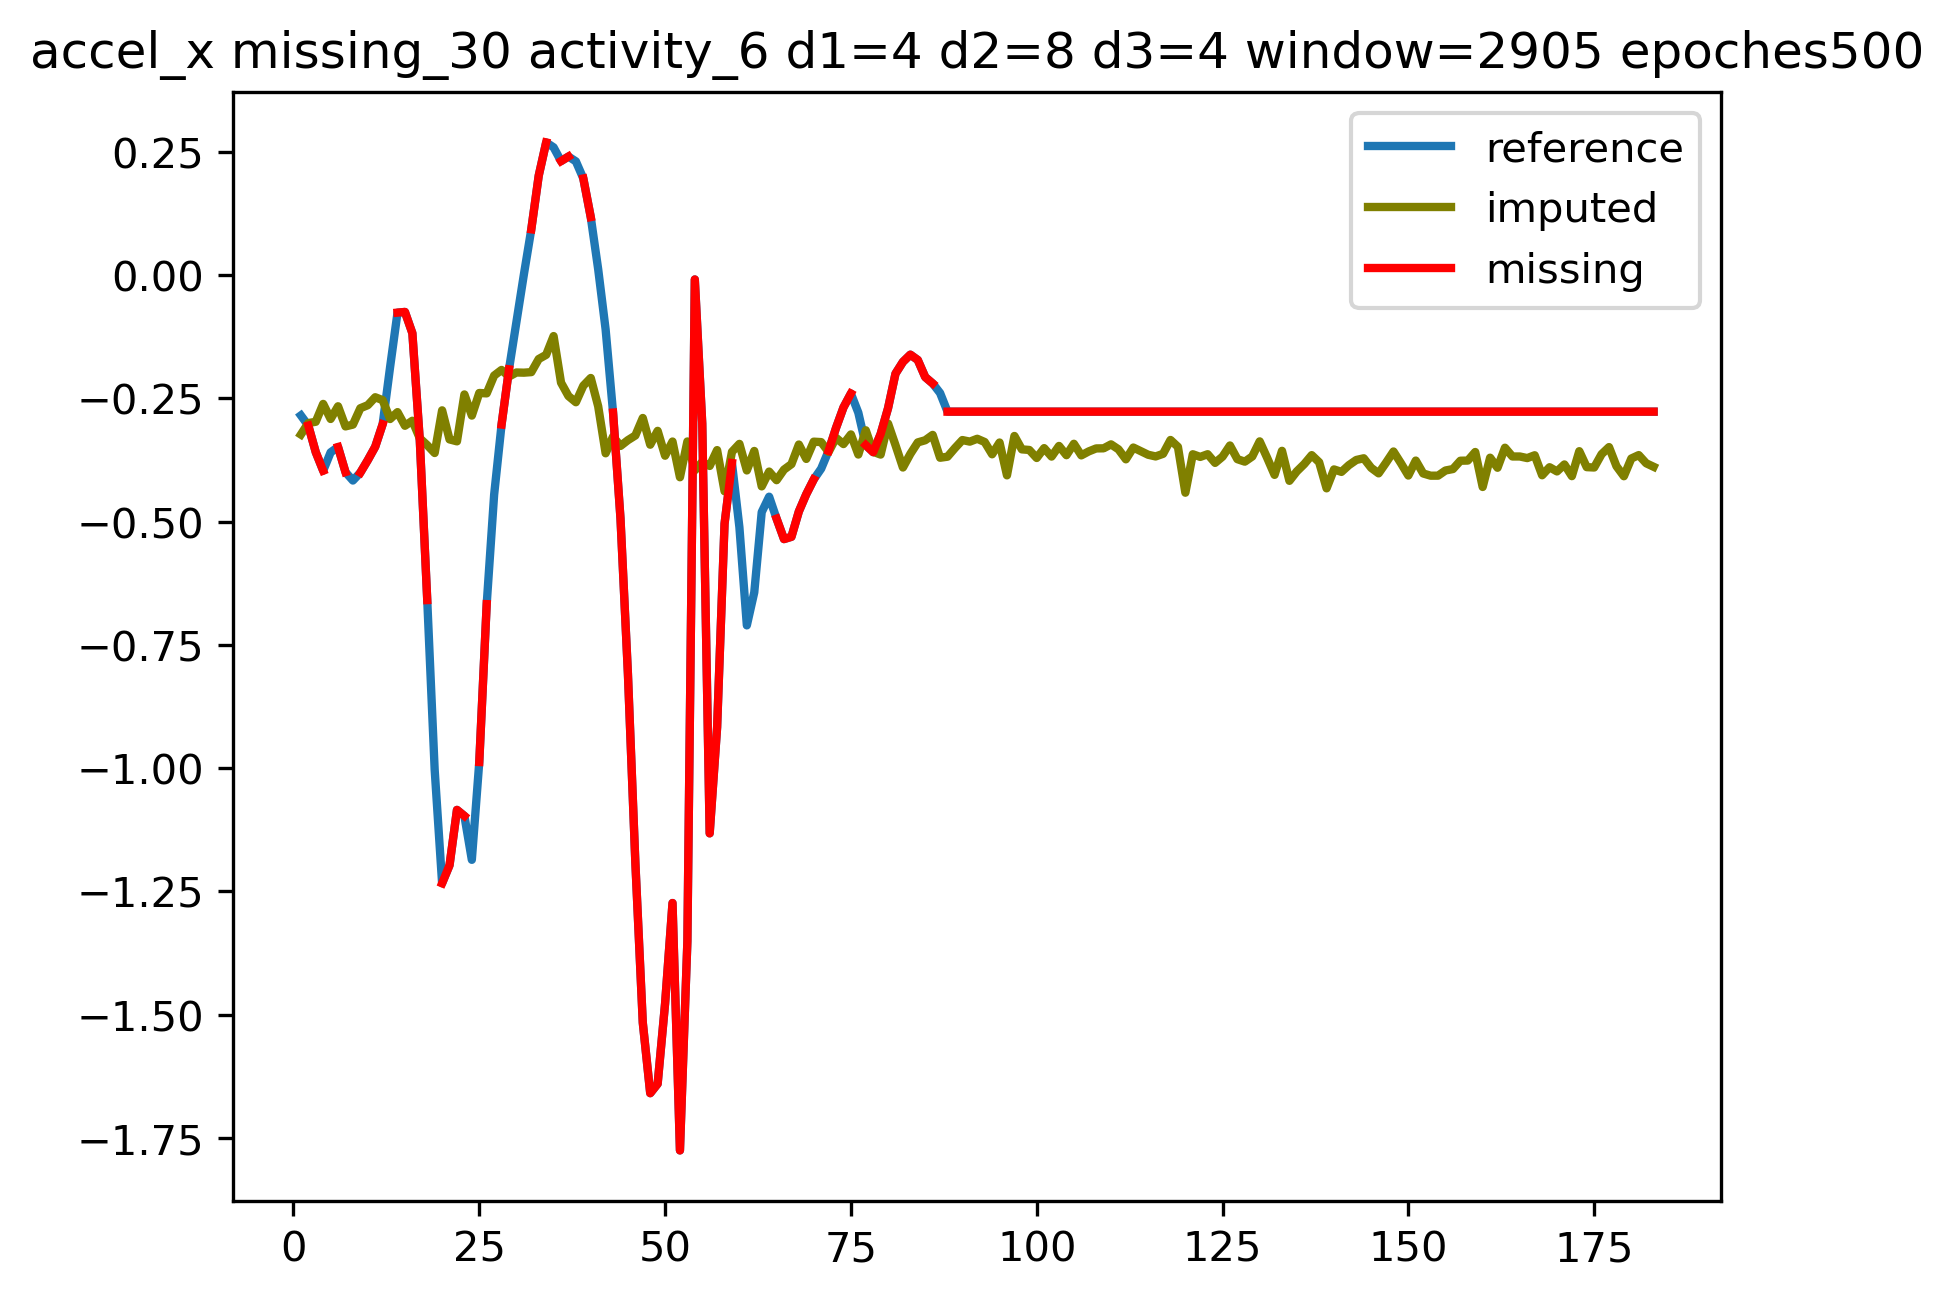 accel_x missing_30 activity_6 d1=4 d2=8 d3=4 window=2905 epoches500
reference
imputed
missing
0.25
0.00
−0.25
−0.50
−0.75
−1.00
−1.25
−1.50
−1.75
0 25 50 75 100 125 150 175